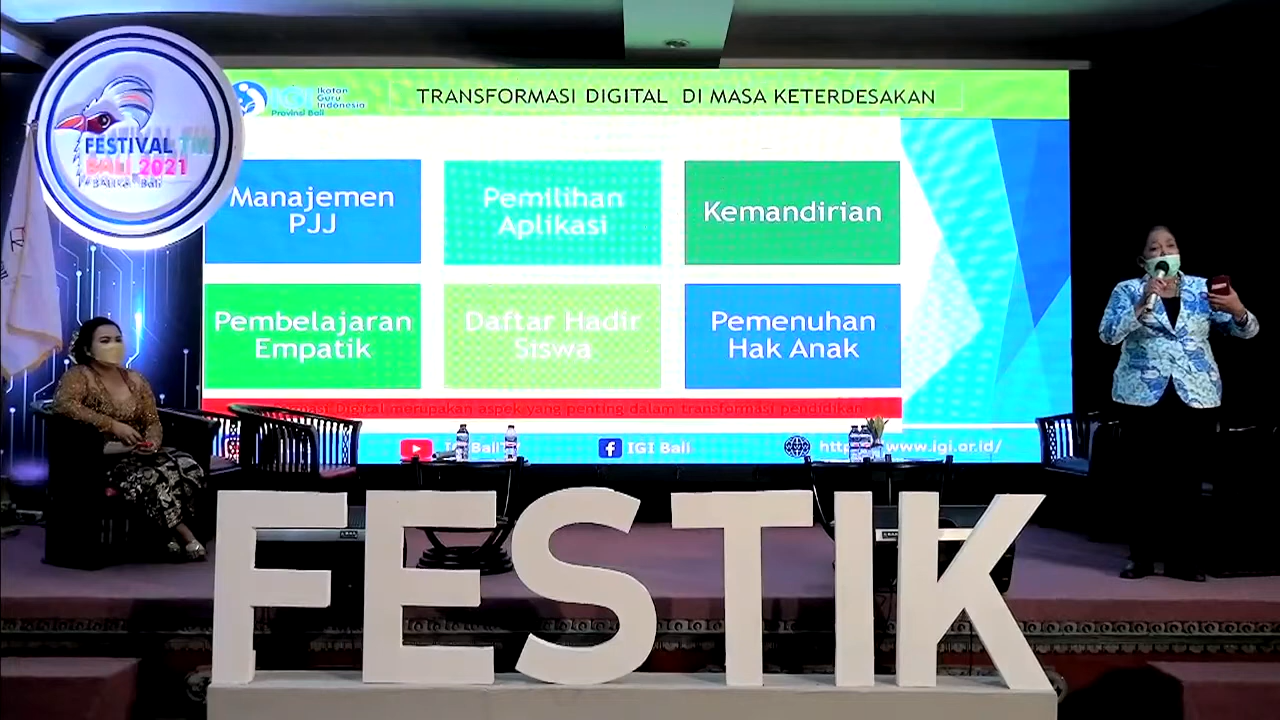 Ikatan
Guru
Indonesia
Provinsi Bali
TRANSFORMASI DIGITAL DI MASA KETERDESAKAN
FESTIVAL TIK
BALI 2021
Manajemen
PJJ
Pemilihan
Aplikasi
Kemandirian
Pembelajaran
Empatik
Daftar Hadir
Siswa
Pemenuhan
Hak Anak
Digital merupakan aspek yang penting dalam transformasi pendidikan
IGI Bali
IGI Bali
www.igi.or.id/
FESTIK